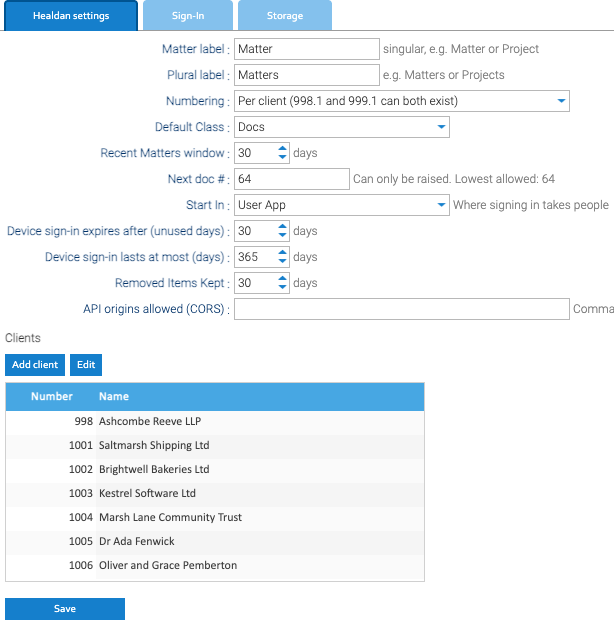 Healdan settings Sign-In Storage
Matter label : Matter singular, e.g. Matter or Project
Plural label : Matters e.g. Matters or Projects
Numbering : Per client (998.1 and 999.1 can both exist)
Default Class : Docs
Recent Matters window : 30 days
Next doc # : 64 Can only be raised. Lowest allowed: 64
Start In : User App Where signing in takes people
Device sign-in expires after (unused days) : 30 days
Device sign-in lasts at most (days) : 365 days
Removed Items Kept : 30 days
API origins allowed (CORS) : Comma
Clients
Add client Edit
Number Name
998 Ashcombe Reeve LLP
1001 Saltmarsh Shipping Ltd
1002 Brightwell Bakeries Ltd
1003 Kestrel Software Ltd
1004 Marsh Lane Community Trust
1005 Dr Ada Fenwick
1006 Oliver and Grace Pemberton
Save